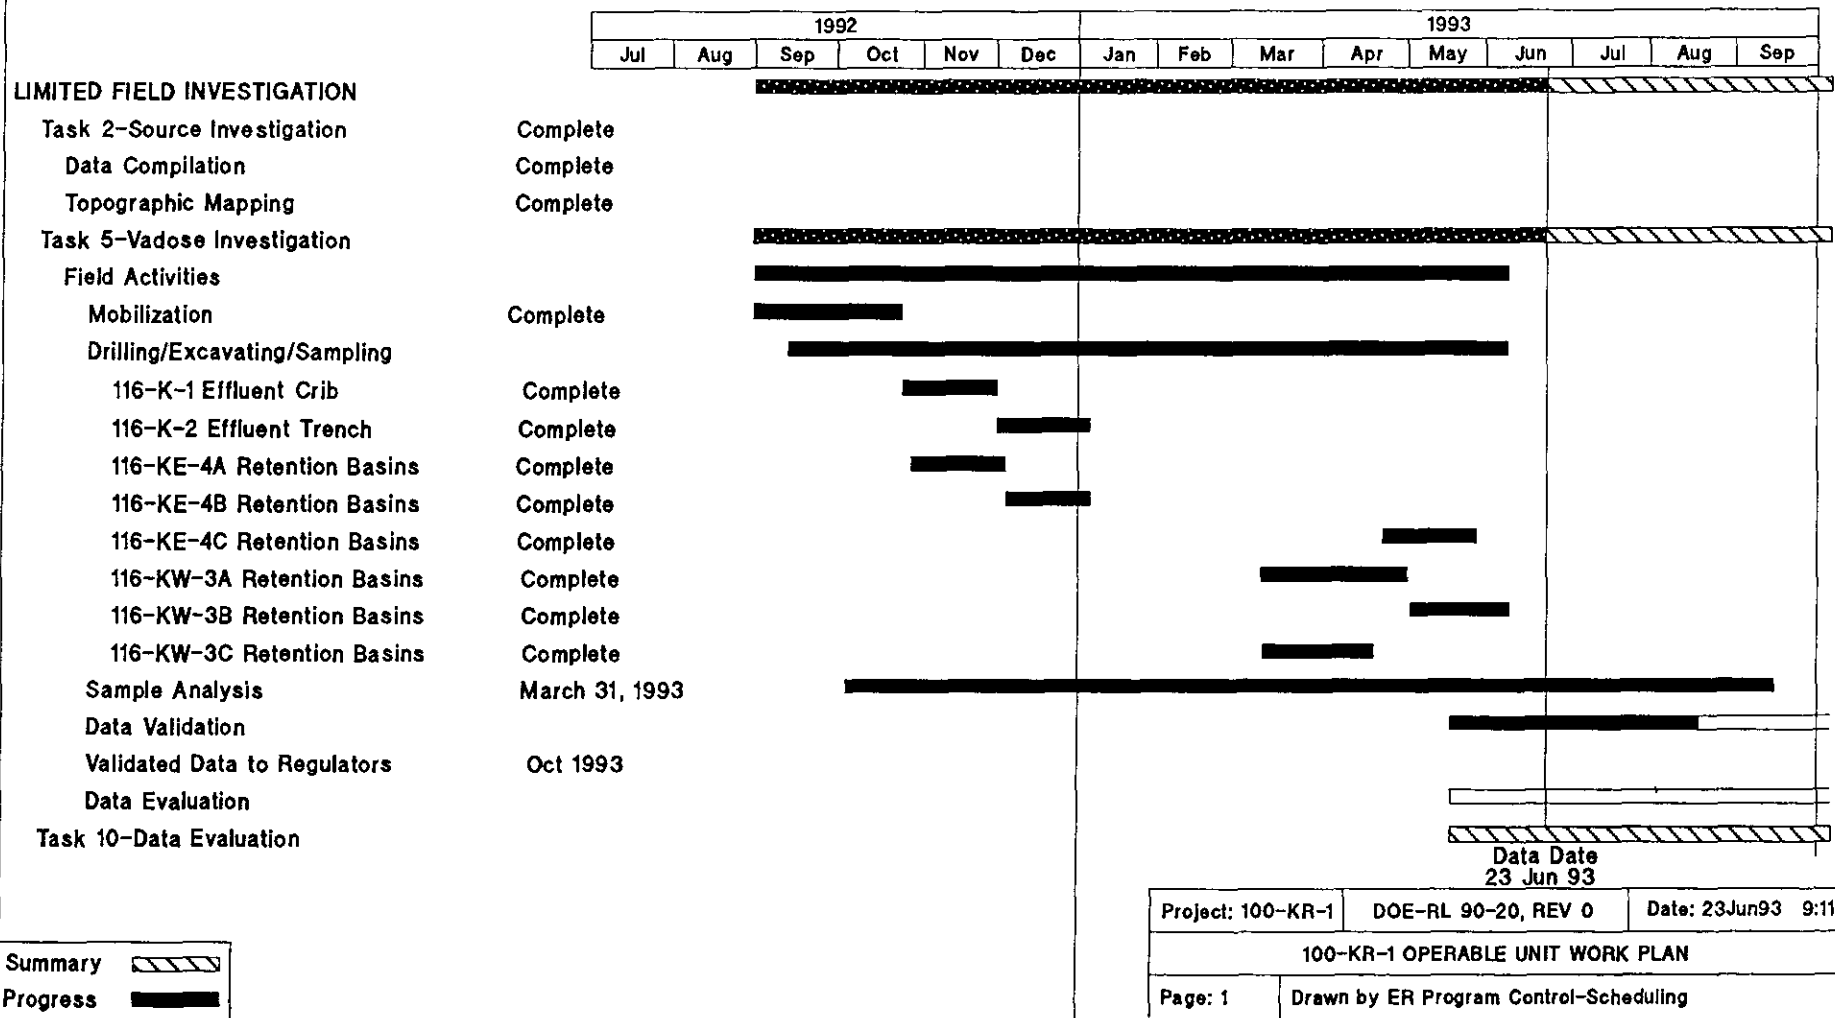 1992 1993
Jul Aug Sep Oct Nov Dec Jan Feb Mar Apr May Jun Jul Aug Sep
LIMITED FIELD INVESTIGATION
Task 2-Source Investigation Complete
Data Compilation Complete
Topographic Mapping Complete
Task 5-Vadose Investigation
Field Activities
Mobilization Complete
Drilling/Excavating/Sampling
116-K-1 Effluent Crib Complete
116-K-2 Effluent Trench Complete
116-KE-4A Retention Basins Complete
116-KE-4B Retention Basins Complete
116-KE-4C Retention Basins Complete
116-KW-3A Retention Basins Complete
116-KW-3B Retention Basins Complete
116-KW-3C Retention Basins Complete
Sample Analysis March 31, 1993
Data Validation
Validated Data to Regulators Oct 1993
Data Evaluation
Task 10-Data Evaluation
Data Date
23 Jun 93
Project: 100-KR-1 DOE-RL 90-20, REV 0 Date: 23Jun93 9:11
100-KR-1 OPERABLE UNIT WORK PLAN
Page: 1 Drawn by ER Program Control-Scheduling
Summary
Progress